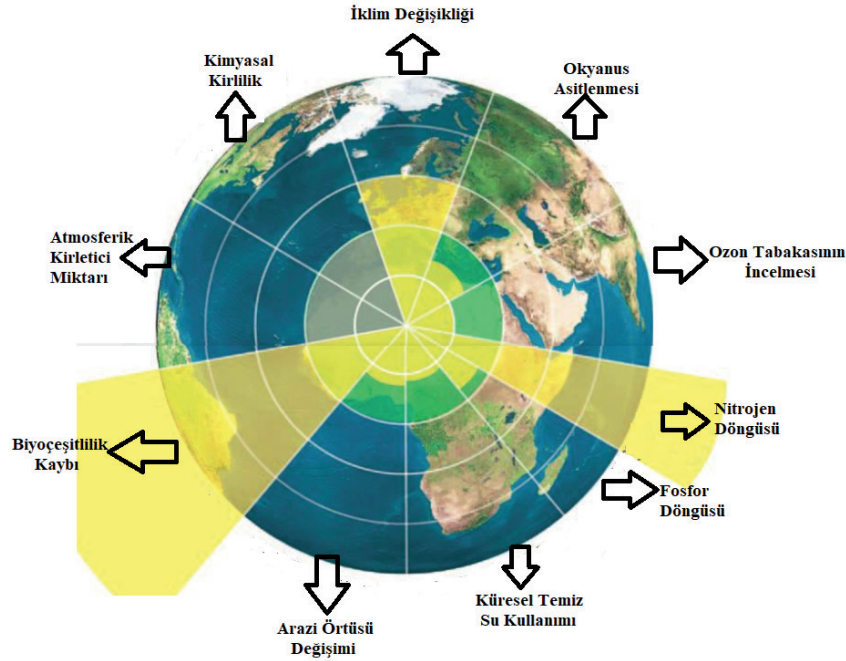 İklim Değişikliği
Kimyasal
Kirlilik
Okyanus
Asitlenmesi
Atmosferik
Kirletici
Miktarı
Ozon Tabakasının
İncelmesi
Biyoçeşitlilik
Kaybı
Nitrojen
Döngüsü
Fosfor
Döngüsü
Arazi Örtüsü
Değişimi
Küresel Temiz
Su Kullanımı